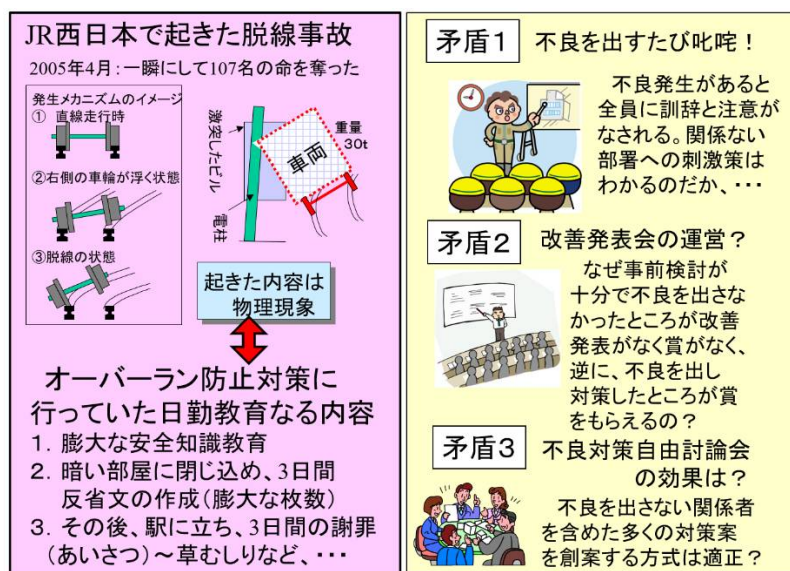 JR西日本で起きた脱線事故
2005年4月：一瞬にして107名の命を奪った
発生メカニズムのイメージ
① 直線走行時
②右側の車輪が浮く状態
③脱線の状態
激突したビル
電柱
車両
重量
30t
起きた内容は
物理現象
オーバーラン防止対策に
行っていた日勤教育なる内容
1．膨大な安全知識教育
2．暗い部屋に閉じ込め、3日間
反省文の作成（膨大な枚数）
3．その後、駅に立ち、3日間の謝罪
（あいさつ）～草むしりなど、・・・
矛盾１
不良を出すたび叱咤！
不良発生があると
全員に訓辞と注意が
なされる。関係ない
部署への刺激策は
わかるのだか、・・・
矛盾２
改善発表会の運営？
なぜ事前検討が
十分で不良を出さな
かったところが改善
発表がなく賞がなく、
逆に、不良を出し
対策したところが賞
をもらえるの？
矛盾３
不良対策自由討論会
の効果は？
不良を出さない関係者
を含めた多くの対策案
を創案する方式は適正？